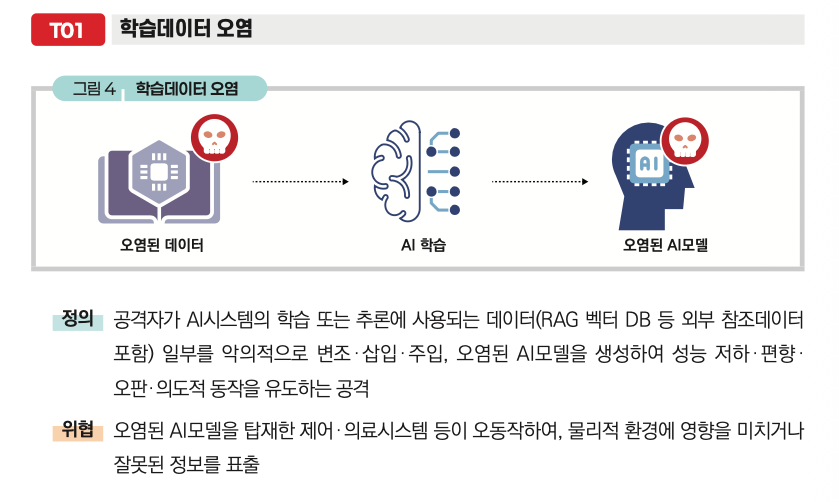 T01 학습데이터 오염
그림 4 학습데이터 오염
AI
오염된 데이터 AI 학습 오염된 AI모델
정의 공격자가 AI시스템의 학습 또는 추론에 사용되는 데이터(RAG 벡터 DB 등 외부 참조데이터
포함) 일부를 악의적으로 변조·삽입·주입, 오염된 AI모델을 생성하여 성능 저하·편향·
오판·의도적 동작을 유도하는 공격
위협 오염된 AI모델을 탑재한 제어·의료시스템 등이 오동작하여, 물리적 환경에 영향을 미치거나
잘못된 정보를 표출